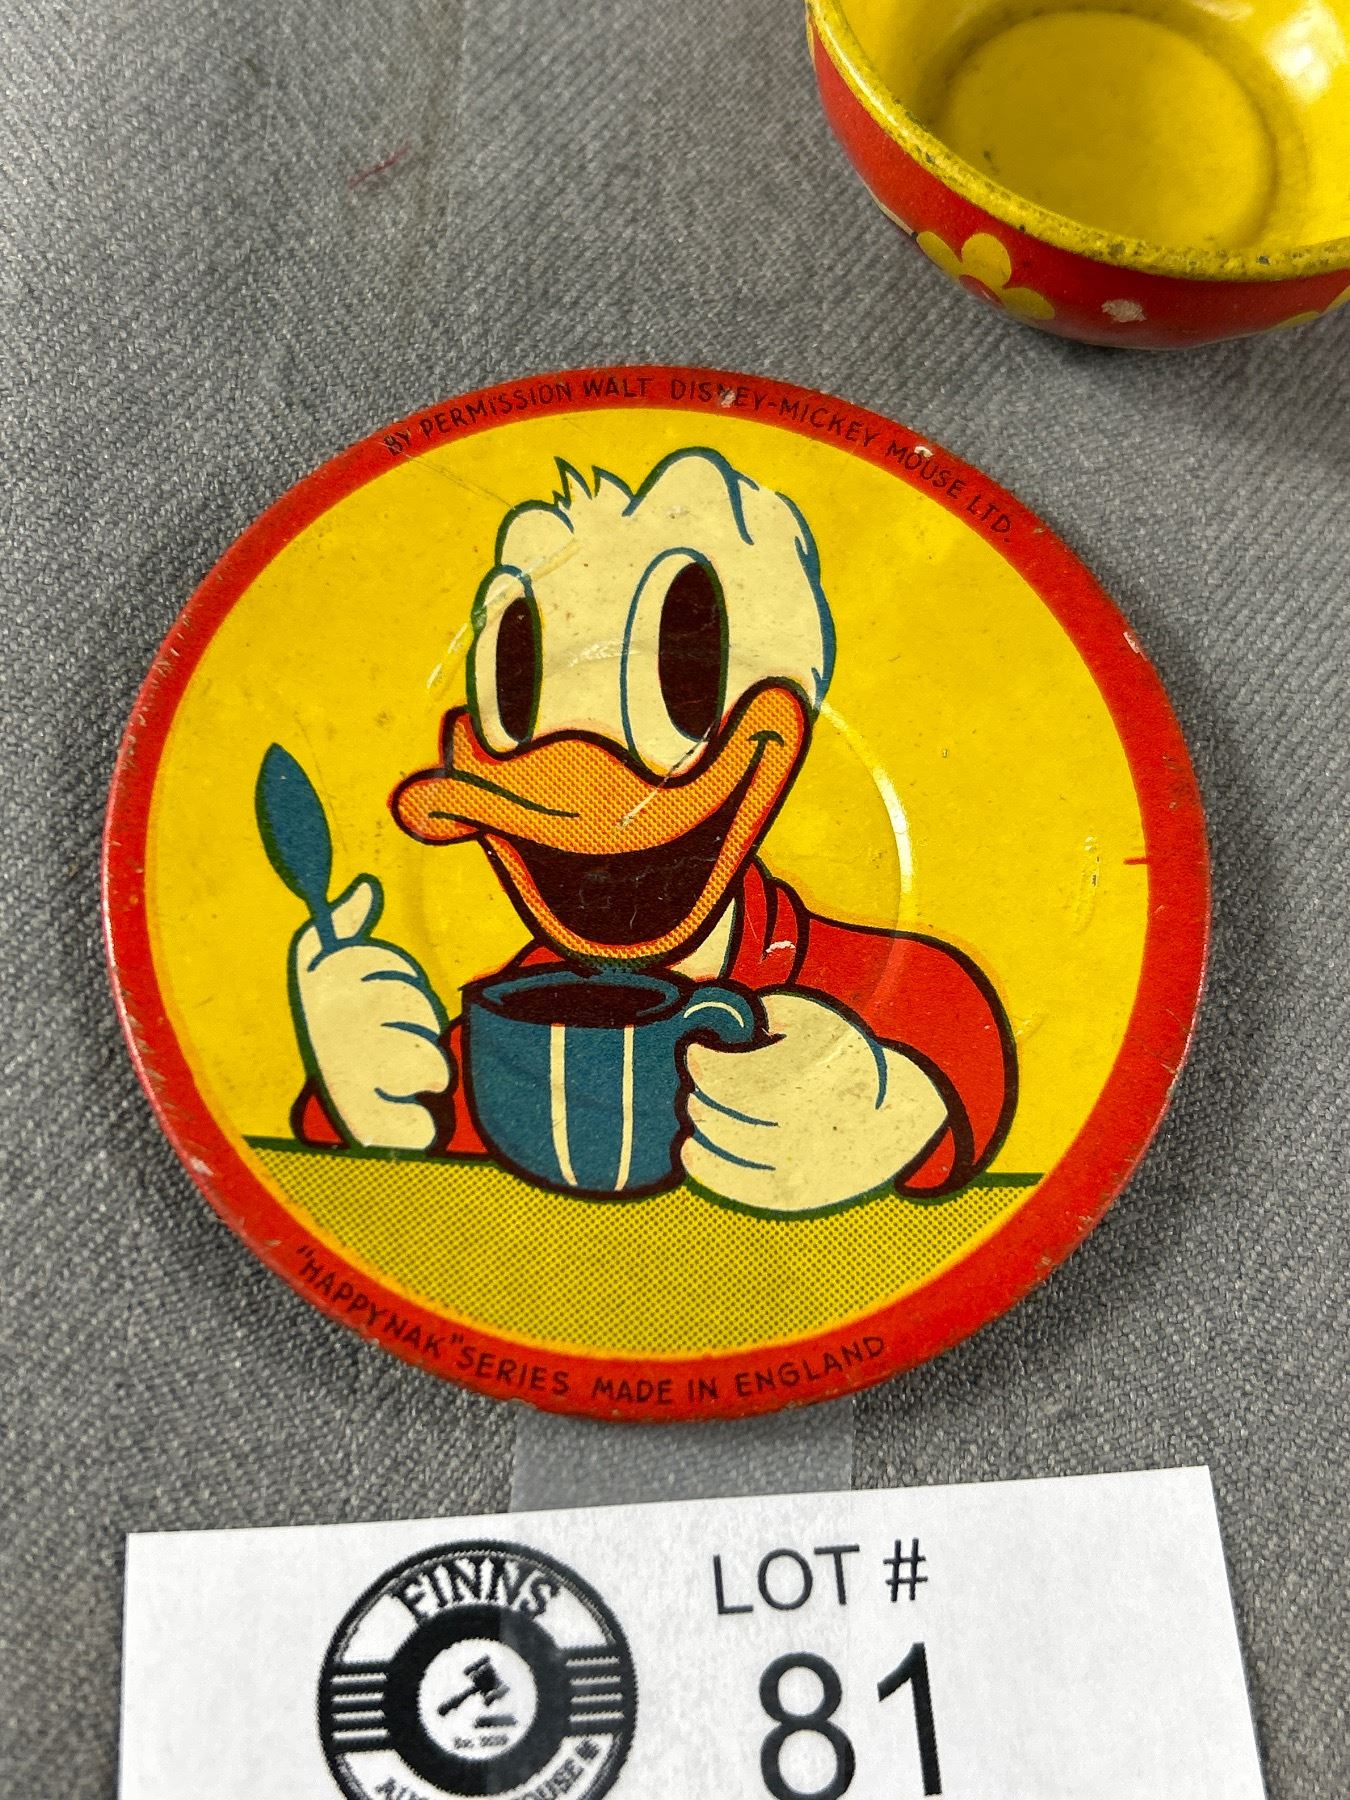 BY PERMISSION WALT DISNEY-MICKEY MOUSE LTD.
"HAPPYNAK" SERIES MADE IN ENGLAND
FINNS
LOT #
81